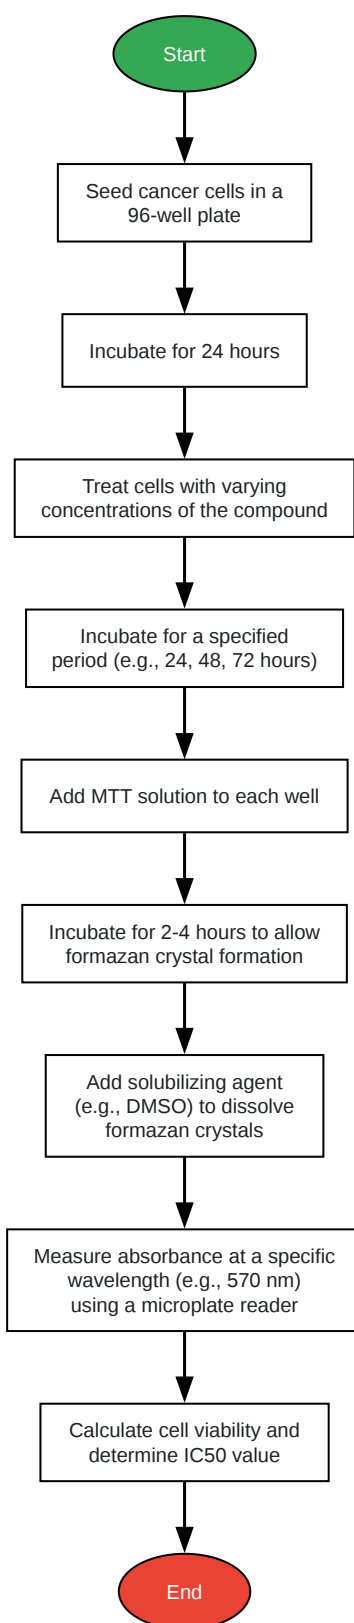 Start
Seed cancer cells in a
96-well plate
Incubate for 24 hours
Treat cells with varying
concentrations of the compound
Incubate for a specified
period (e.g., 24, 48, 72 hours)
Add MTT solution to each well
Incubate for 2-4 hours to allow
formazan crystal formation
Add solubilizing agent
(e.g., DMSO) to dissolve
formazan crystals
Measure absorbance at a specific
wavelength (e.g., 570 nm)
using a microplate reader
Calculate cell viability and
determine IC50 value
End